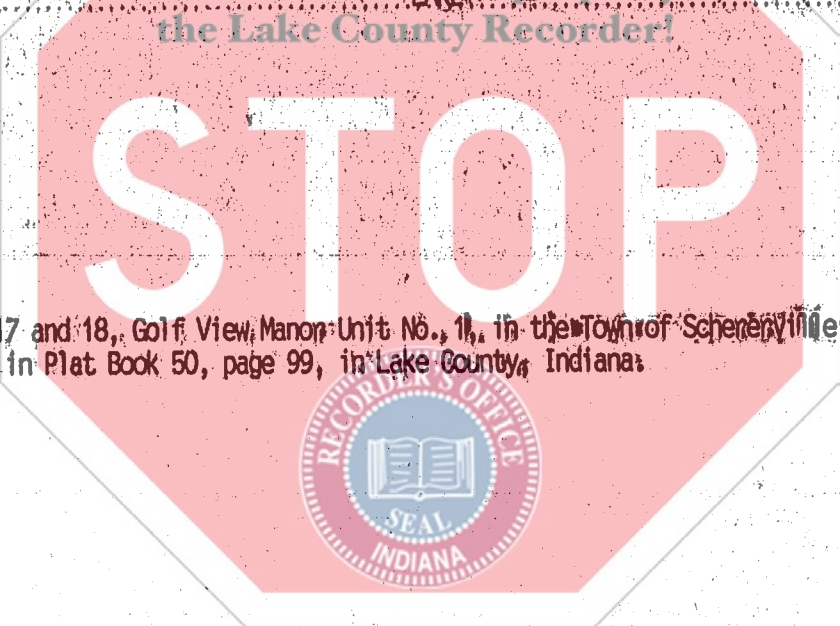 the Lake County Recorder!
STOP
17 and 18, Golf View Manor Unit No. 1, in the Town of Schererville
in Plat Book 50, page 99, in Lake County, Indiana.
RECORDER'S OFFICE
SEAL
INDIANA